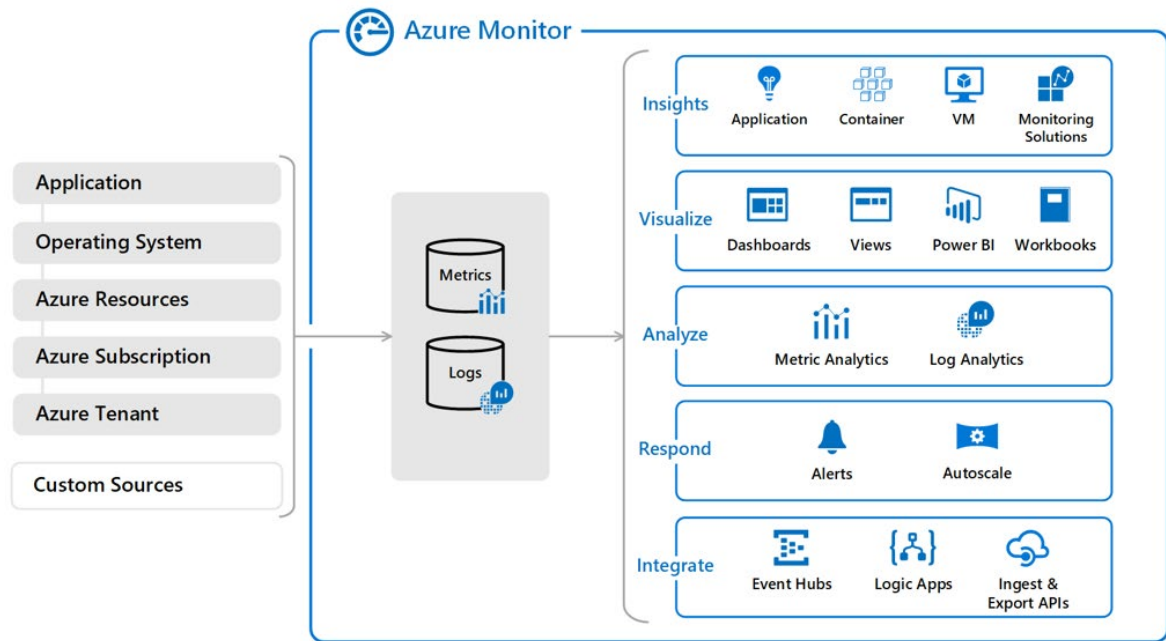 Azure Monitor
Application
Operating System
Azure Resources
Azure Subscription
Azure Tenant
Custom Sources
Metrics
Logs
Insights
Application
Container
VM
Monitoring
Solutions
Visualize
Dashboards
Views
Power BI
Workbooks
Analyze
Metric Analytics
Log Analytics
Respond
Alerts
Autoscale
Integrate
Event Hubs
Logic Apps
Ingest &
Export APIs